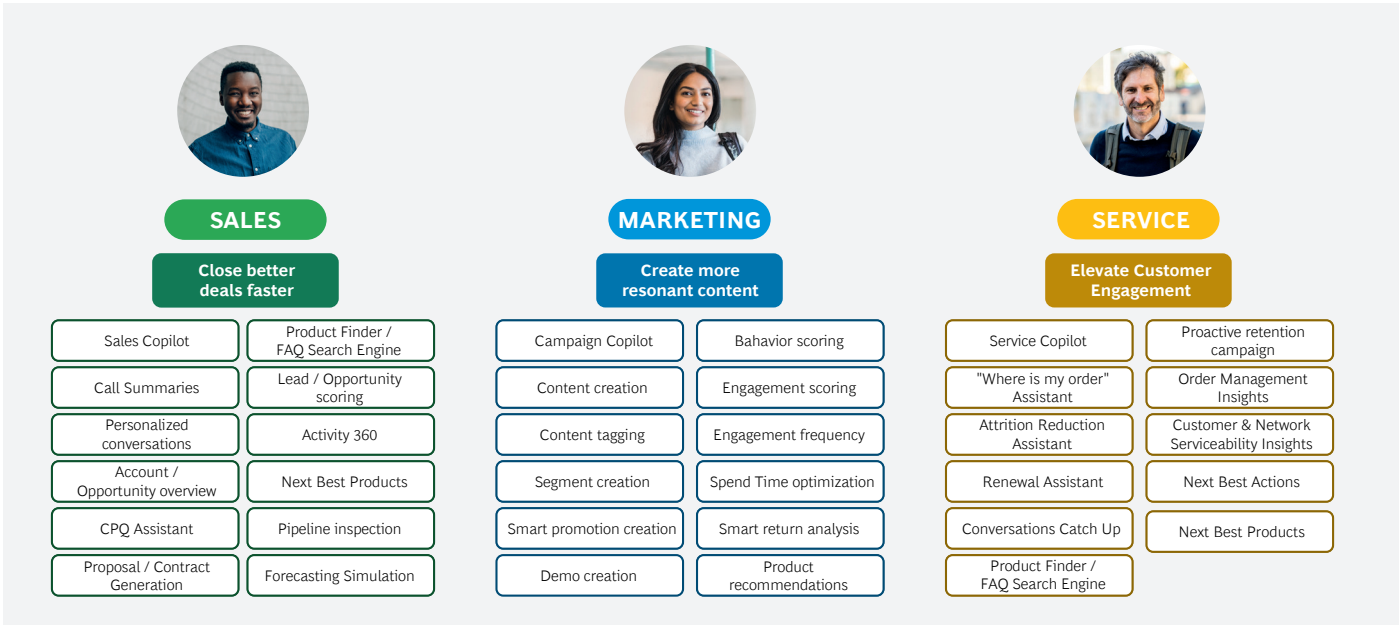 SALES
Close better
deals faster
Sales Copilot
Product Finder /
FAQ Search Engine
Call Summaries
Lead / Opportunity
scoring
Personalized
conversations
Activity 360
Account /
Opportunity overview
Next Best Products
CPQ Assistant
Pipeline inspection
Proposal / Contract
Generation
Forecasting Simulation
MARKETING
Create more
resonant content
Campaign Copilot
Bahavior scoring
Content creation
Engagement scoring
Content tagging
Engagement frequency
Segment creation
Spend Time optimization
Smart promotion creation
Smart return analysis
Demo creation
Product
recommendations
SERVICE
Elevate Customer
Engagement
Service Copilot
Proactive retention
campaign
"Where is my order"
Assistant
Order Management
Insights
Attrition Reduction
Assistant
Customer & Network
Serviceability Insights
Renewal Assistant
Next Best Actions
Conversations Catch Up
Next Best Products
Product Finder /
FAQ Search Engine